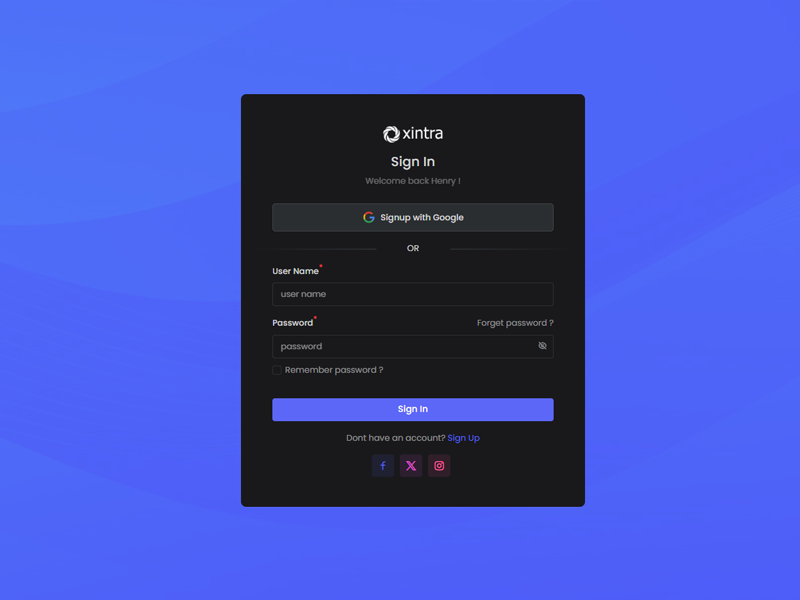 xintra
Sign In
Welcome back Henry !
Signup with Google
OR
User Name*
user name
Password* Forget password ?
password
Remember password ?
Sign In
Dont have an account? Sign Up